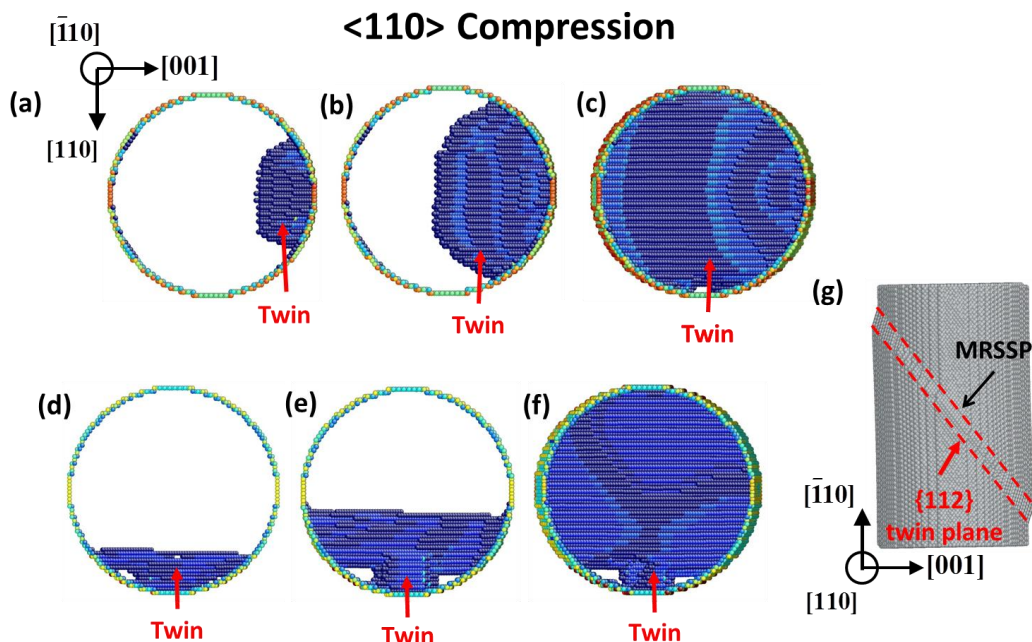 <110> Compression
[1̄10]
[001]
[110]
(a)
(b)
(c)
Twin
Twin
Twin
(d)
(e)
(f)
Twin
Twin
Twin
(g)
MRSSP
{112}
twin plane
[1̄10]
[001]
[110]